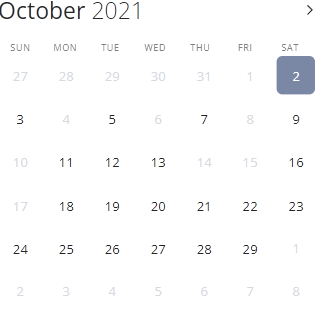 October 2021
SUN MON TUE WED THU FRI SAT
27 28 29 30 31 1 2
3 4 5 6 7 8 9
10 11 12 13 14 15 16
17 18 19 20 21 22 23
24 25 26 27 28 29 1
2 3 4 5 6 7 8